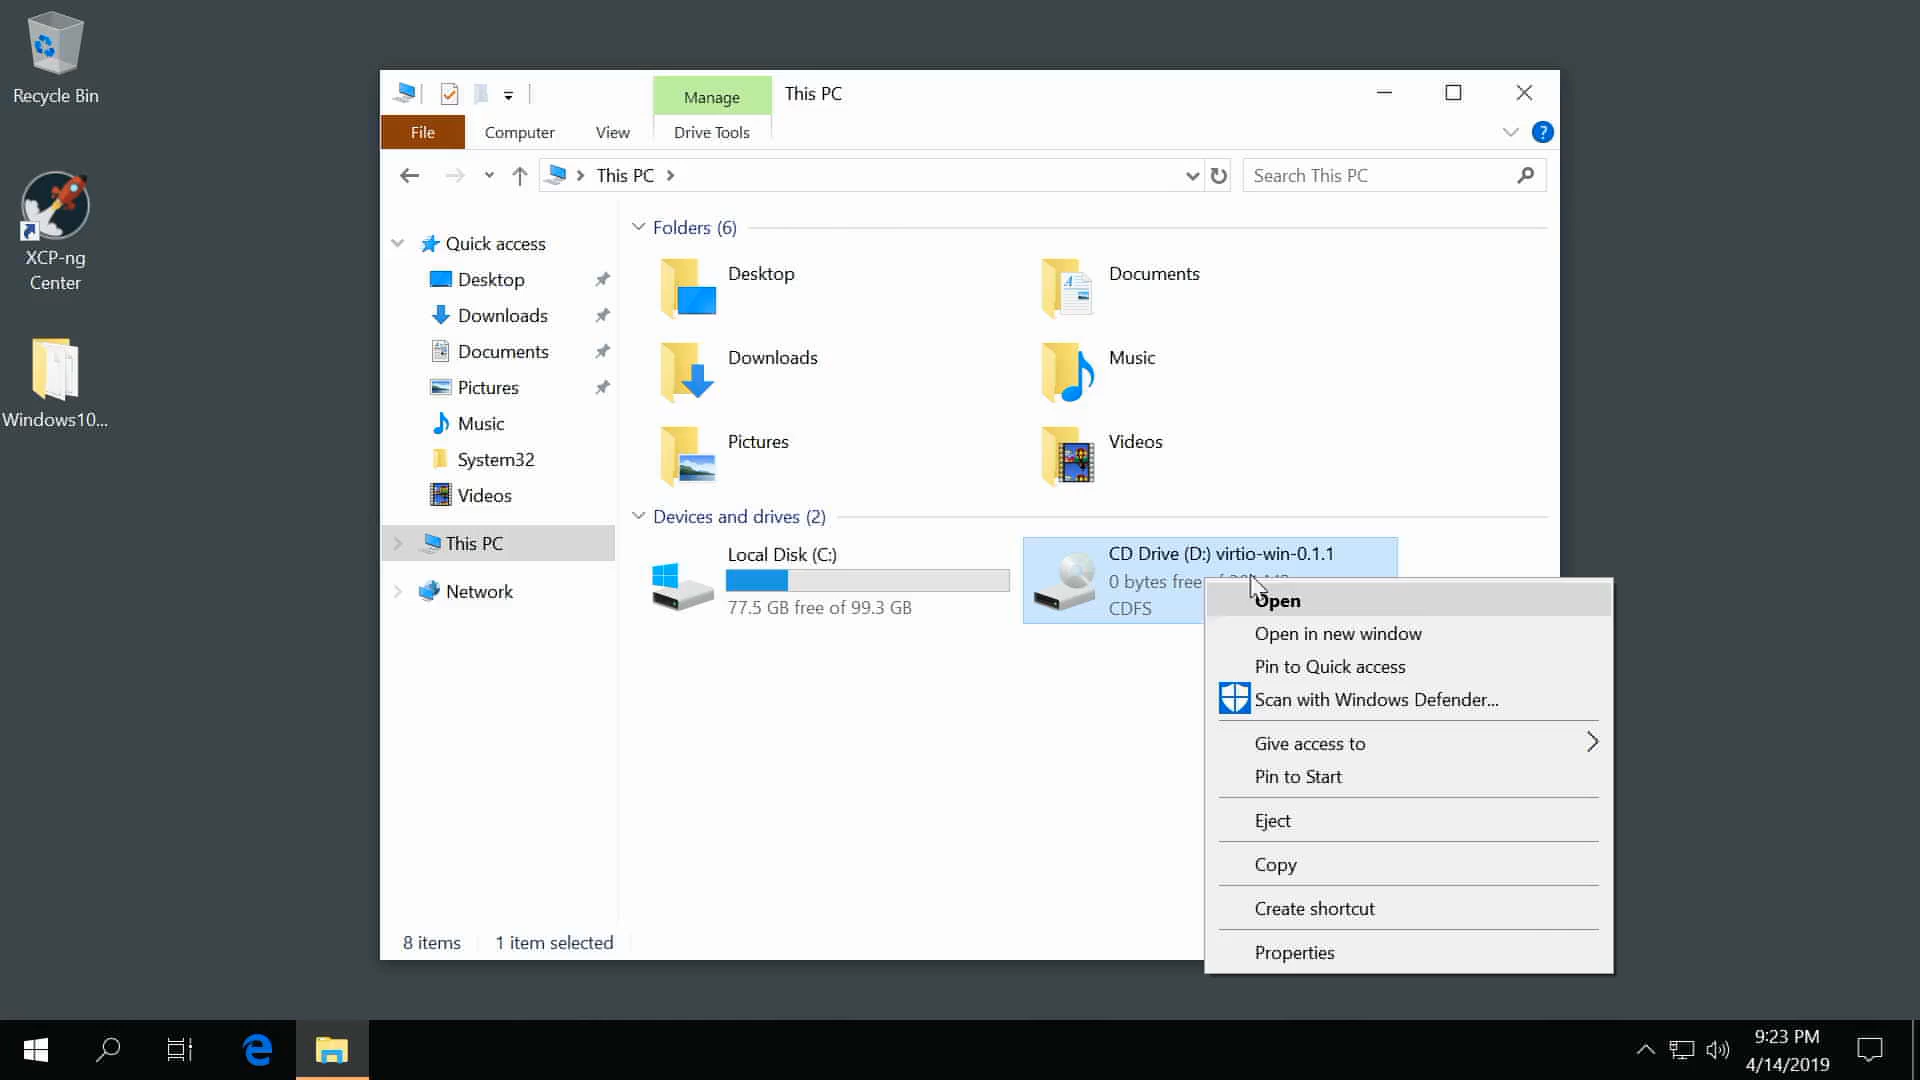 Recycle Bin
XCP-ng
Center
Windows10...
Manage
This PC
File
Computer
View
Drive Tools
?
This PC
Search This PC
Quick access
Desktop
Downloads
Documents
Pictures
Music
System32
Videos
This PC
Network
Folders (6)
Desktop
Documents
Downloads
Music
Pictures
Videos
Devices and drives (2)
Local Disk (C:)
77.5 GB free of 99.3 GB
CD Drive (D:) virtio-win-0.1.1
0 bytes free of
CDFS
Open
Open in new window
Pin to Quick access
Scan with Windows Defender...
Give access to
Pin to Start
Eject
Copy
Create shortcut
Properties
8 items
1 item selected
9:23 PM
4/14/2019